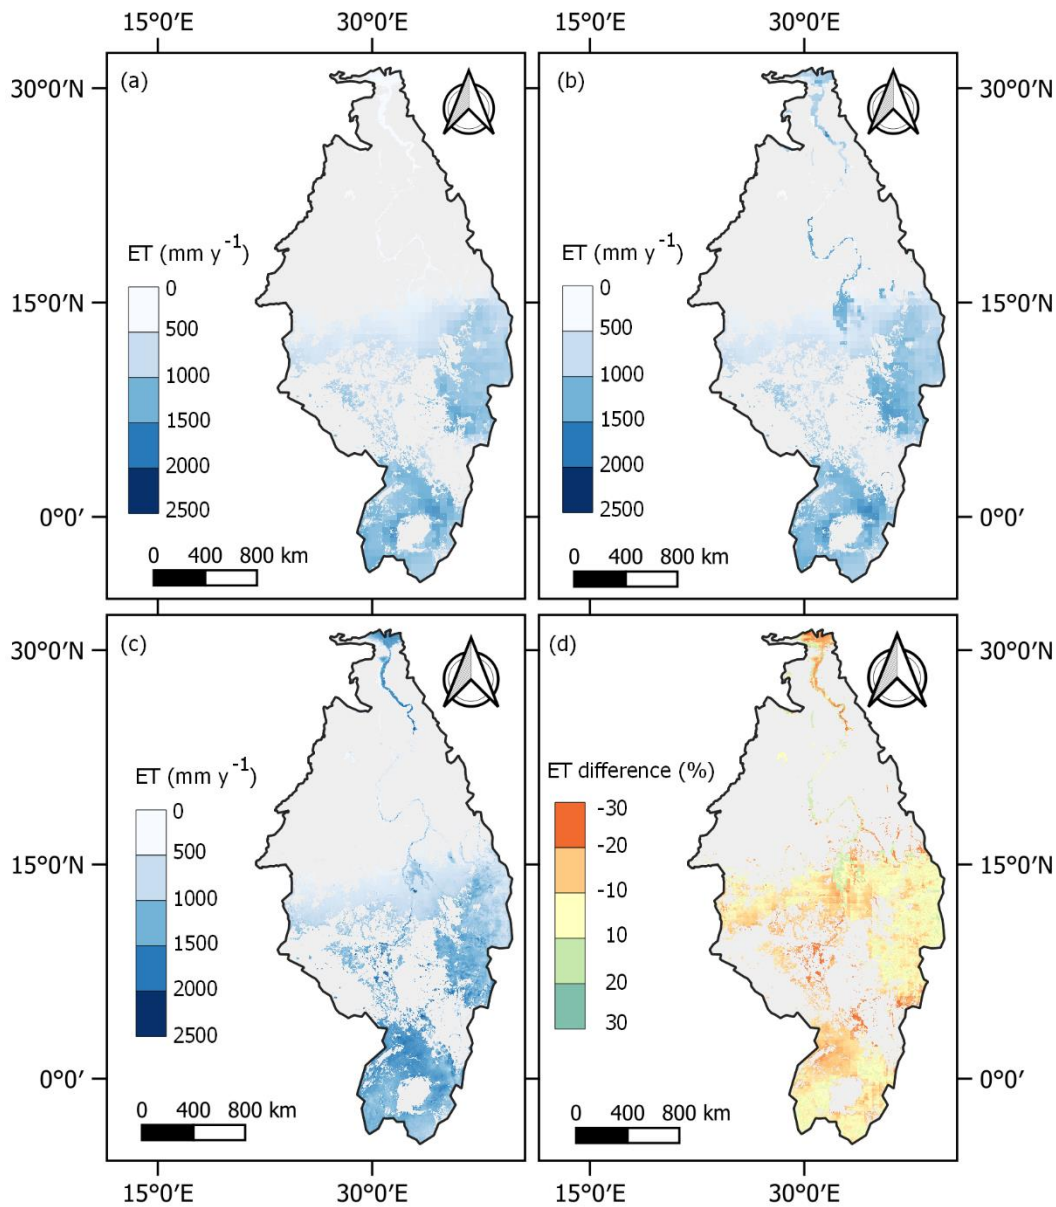 15°0′E 30°0′E 15°0′E 30°0′E
30°0′N (a) (b) 30°0′N
ET (mm y⁻¹) ET (mm y⁻¹)
0 0
15°0′N 15°0′N
500 500
1000 1000
1500 1500
2000 2000
2500 2500
0°0′ 0°0′
0 400 800 km 0 400 800 km
30°0′N (c) (d) 30°0′N
ET (mm y⁻¹) ET difference (%)
0 -30
500 -20
15°0′N 15°0′N
1000 -10
1500 10
2000 20
2500 30
0°0′ 0°0′
0 400 800 km 0 400 800 km
15°0′E 30°0′E 15°0′E 30°0′E